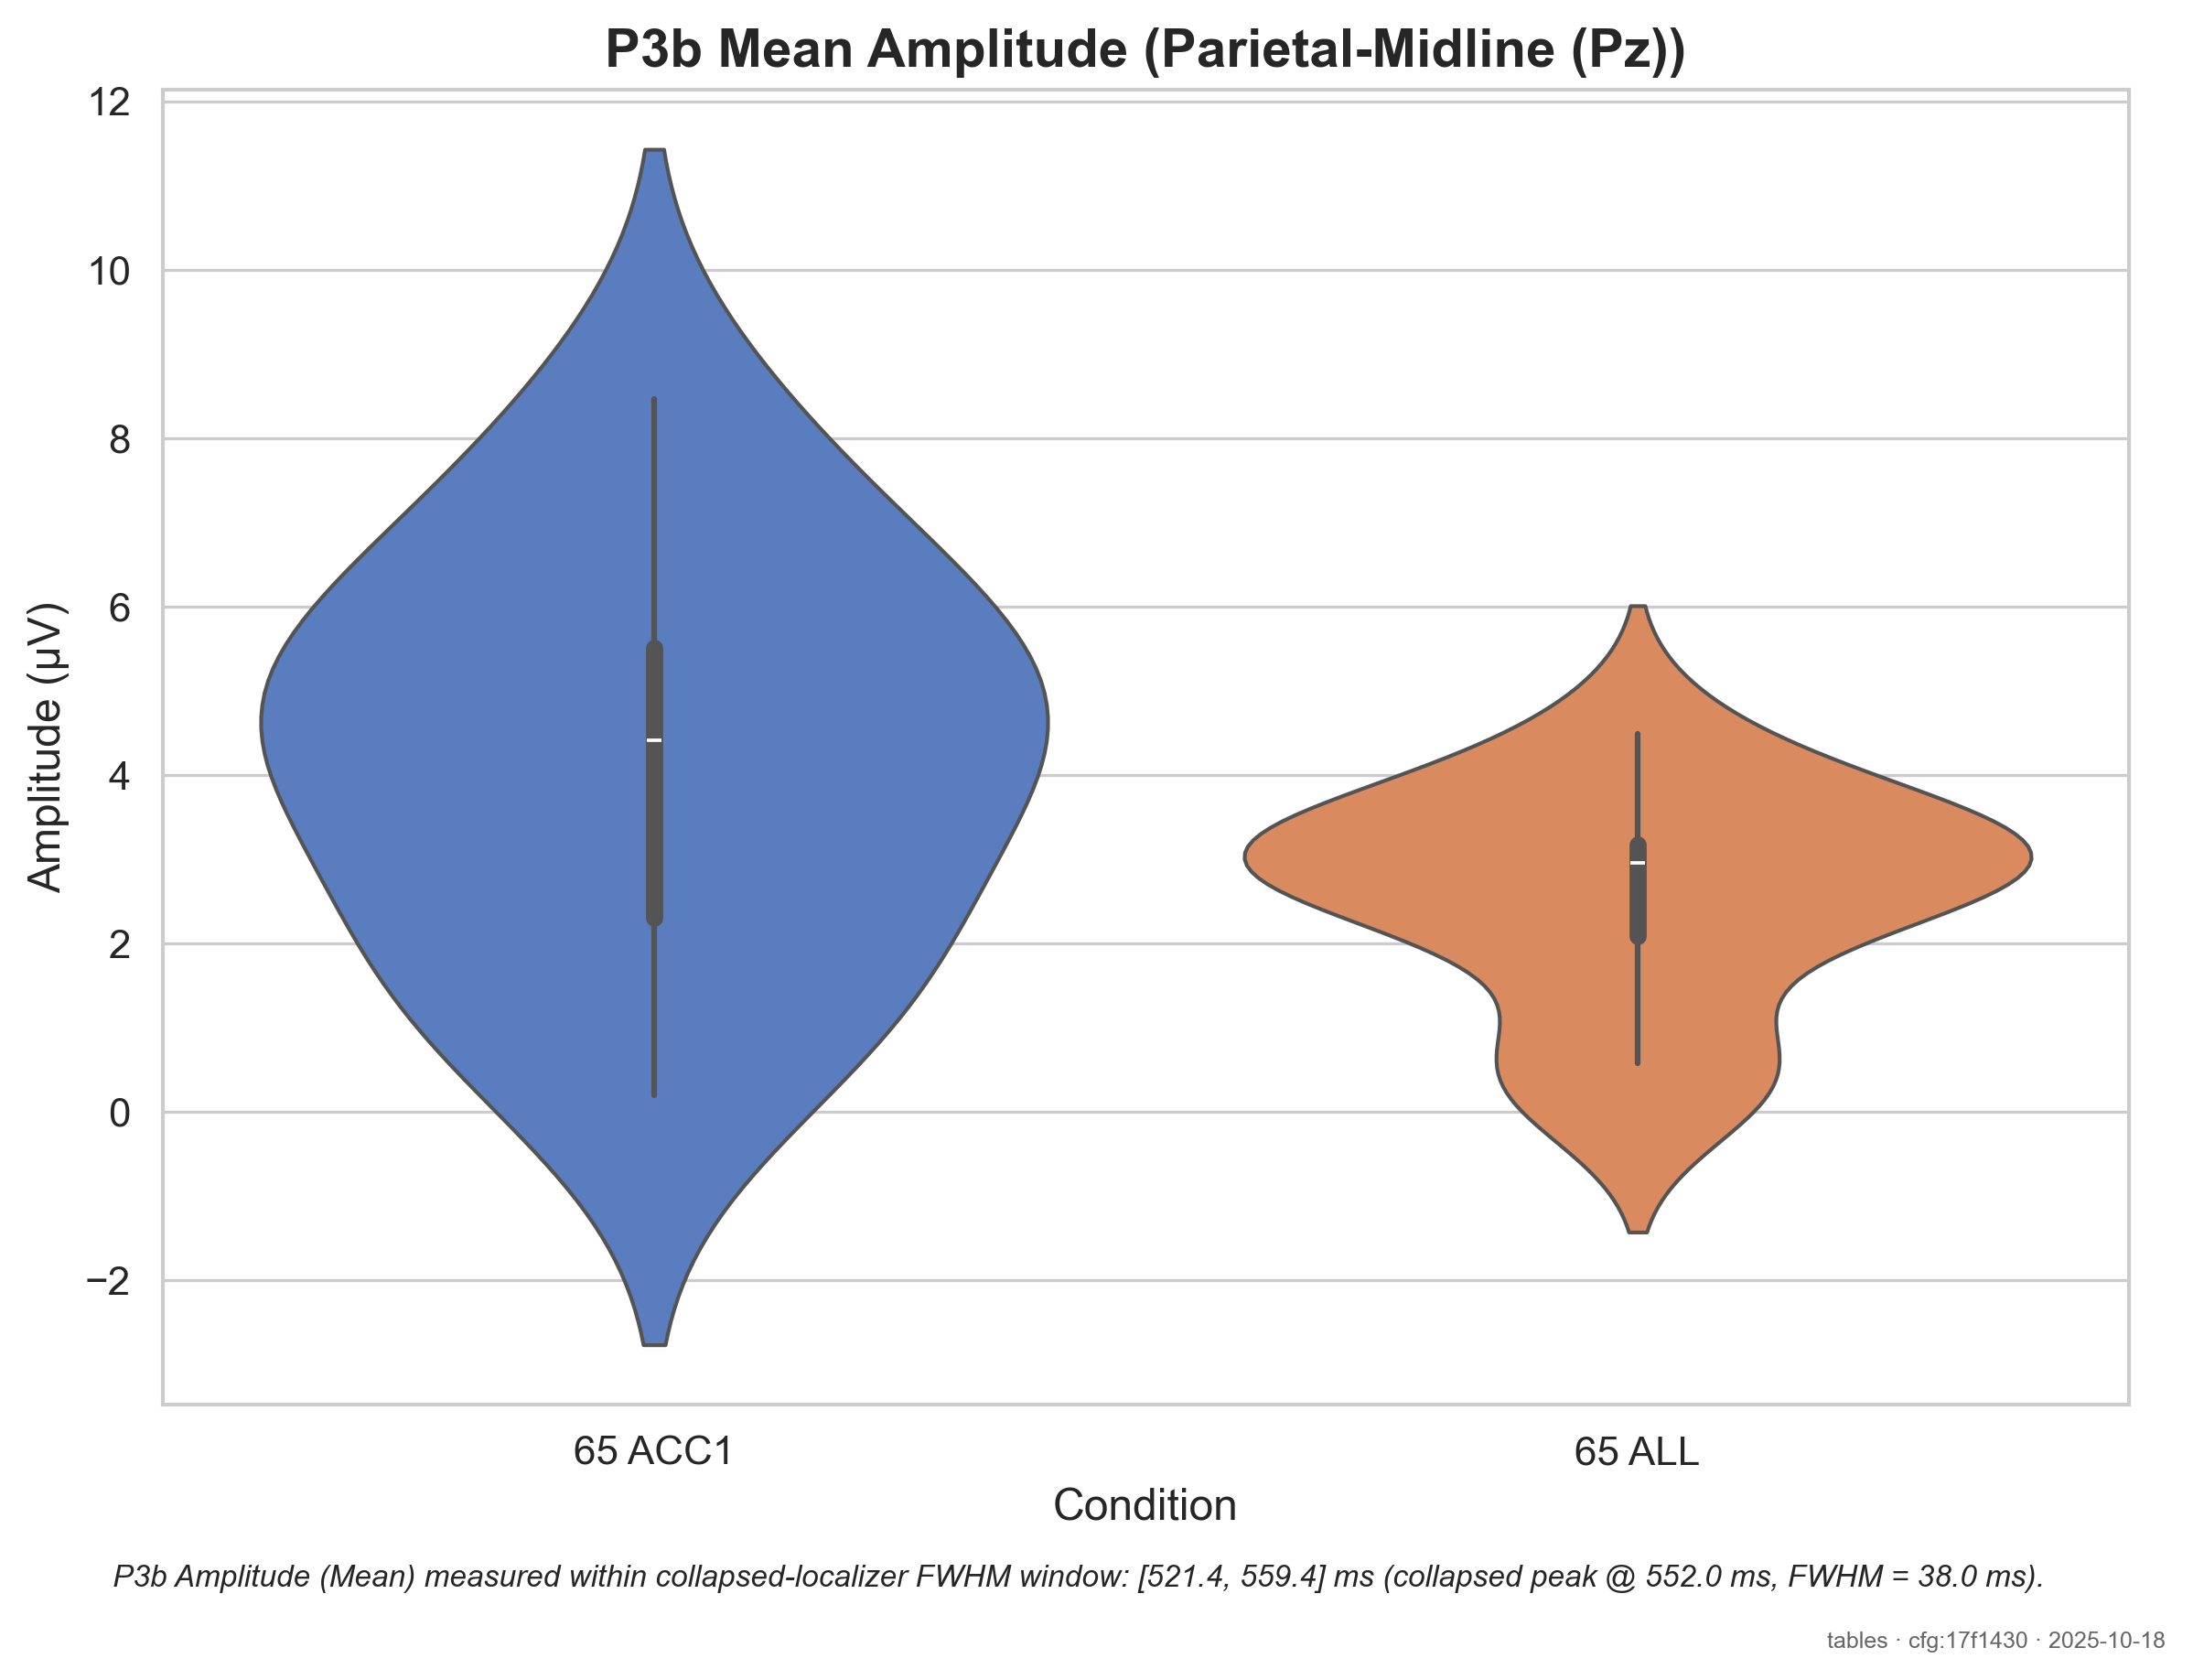 P3b Mean Amplitude (Parietal-Midline (Pz))
12
10
8
6
4
2
0
−2
Amplitude (µV)
65 ACC1
65 ALL
Condition
P3b Amplitude (Mean) measured within collapsed-localizer FWHM window: [521.4, 559.4] ms (collapsed peak @ 552.0 ms, FWHM = 38.0 ms).
tables · cfg:17f1430 · 2025-10-18